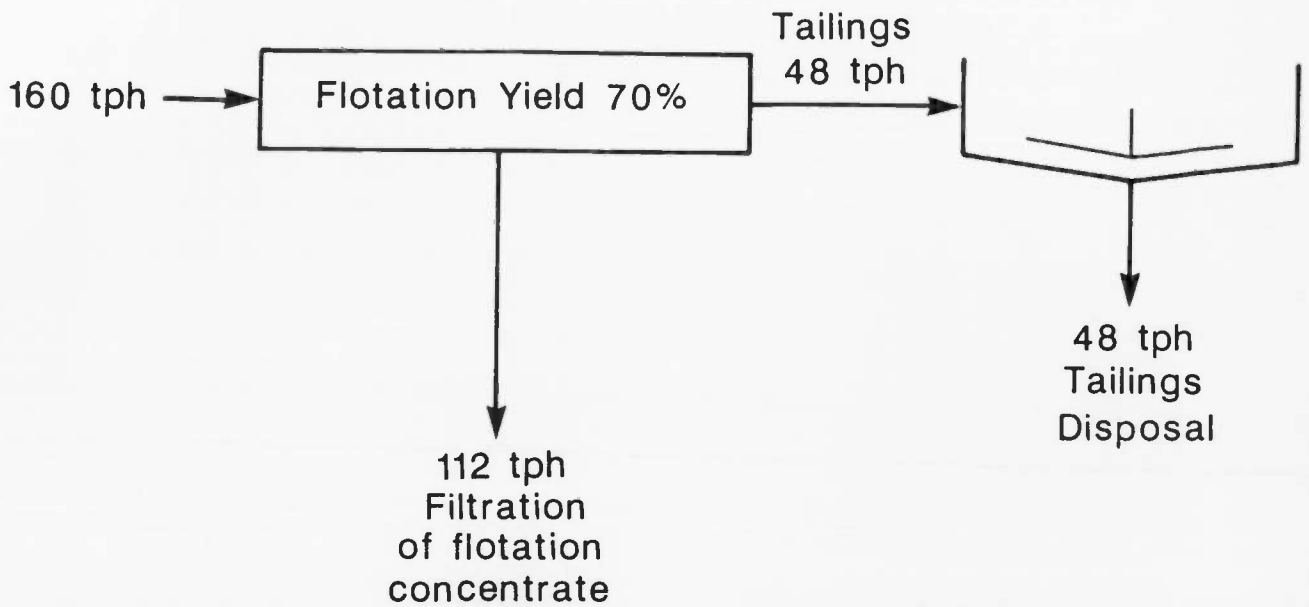 160 tph
Flotation Yield 70%
Tailings
48 tph
48 tph
Tailings
Disposal
112 tph
Filtration
of flotation
concentrate